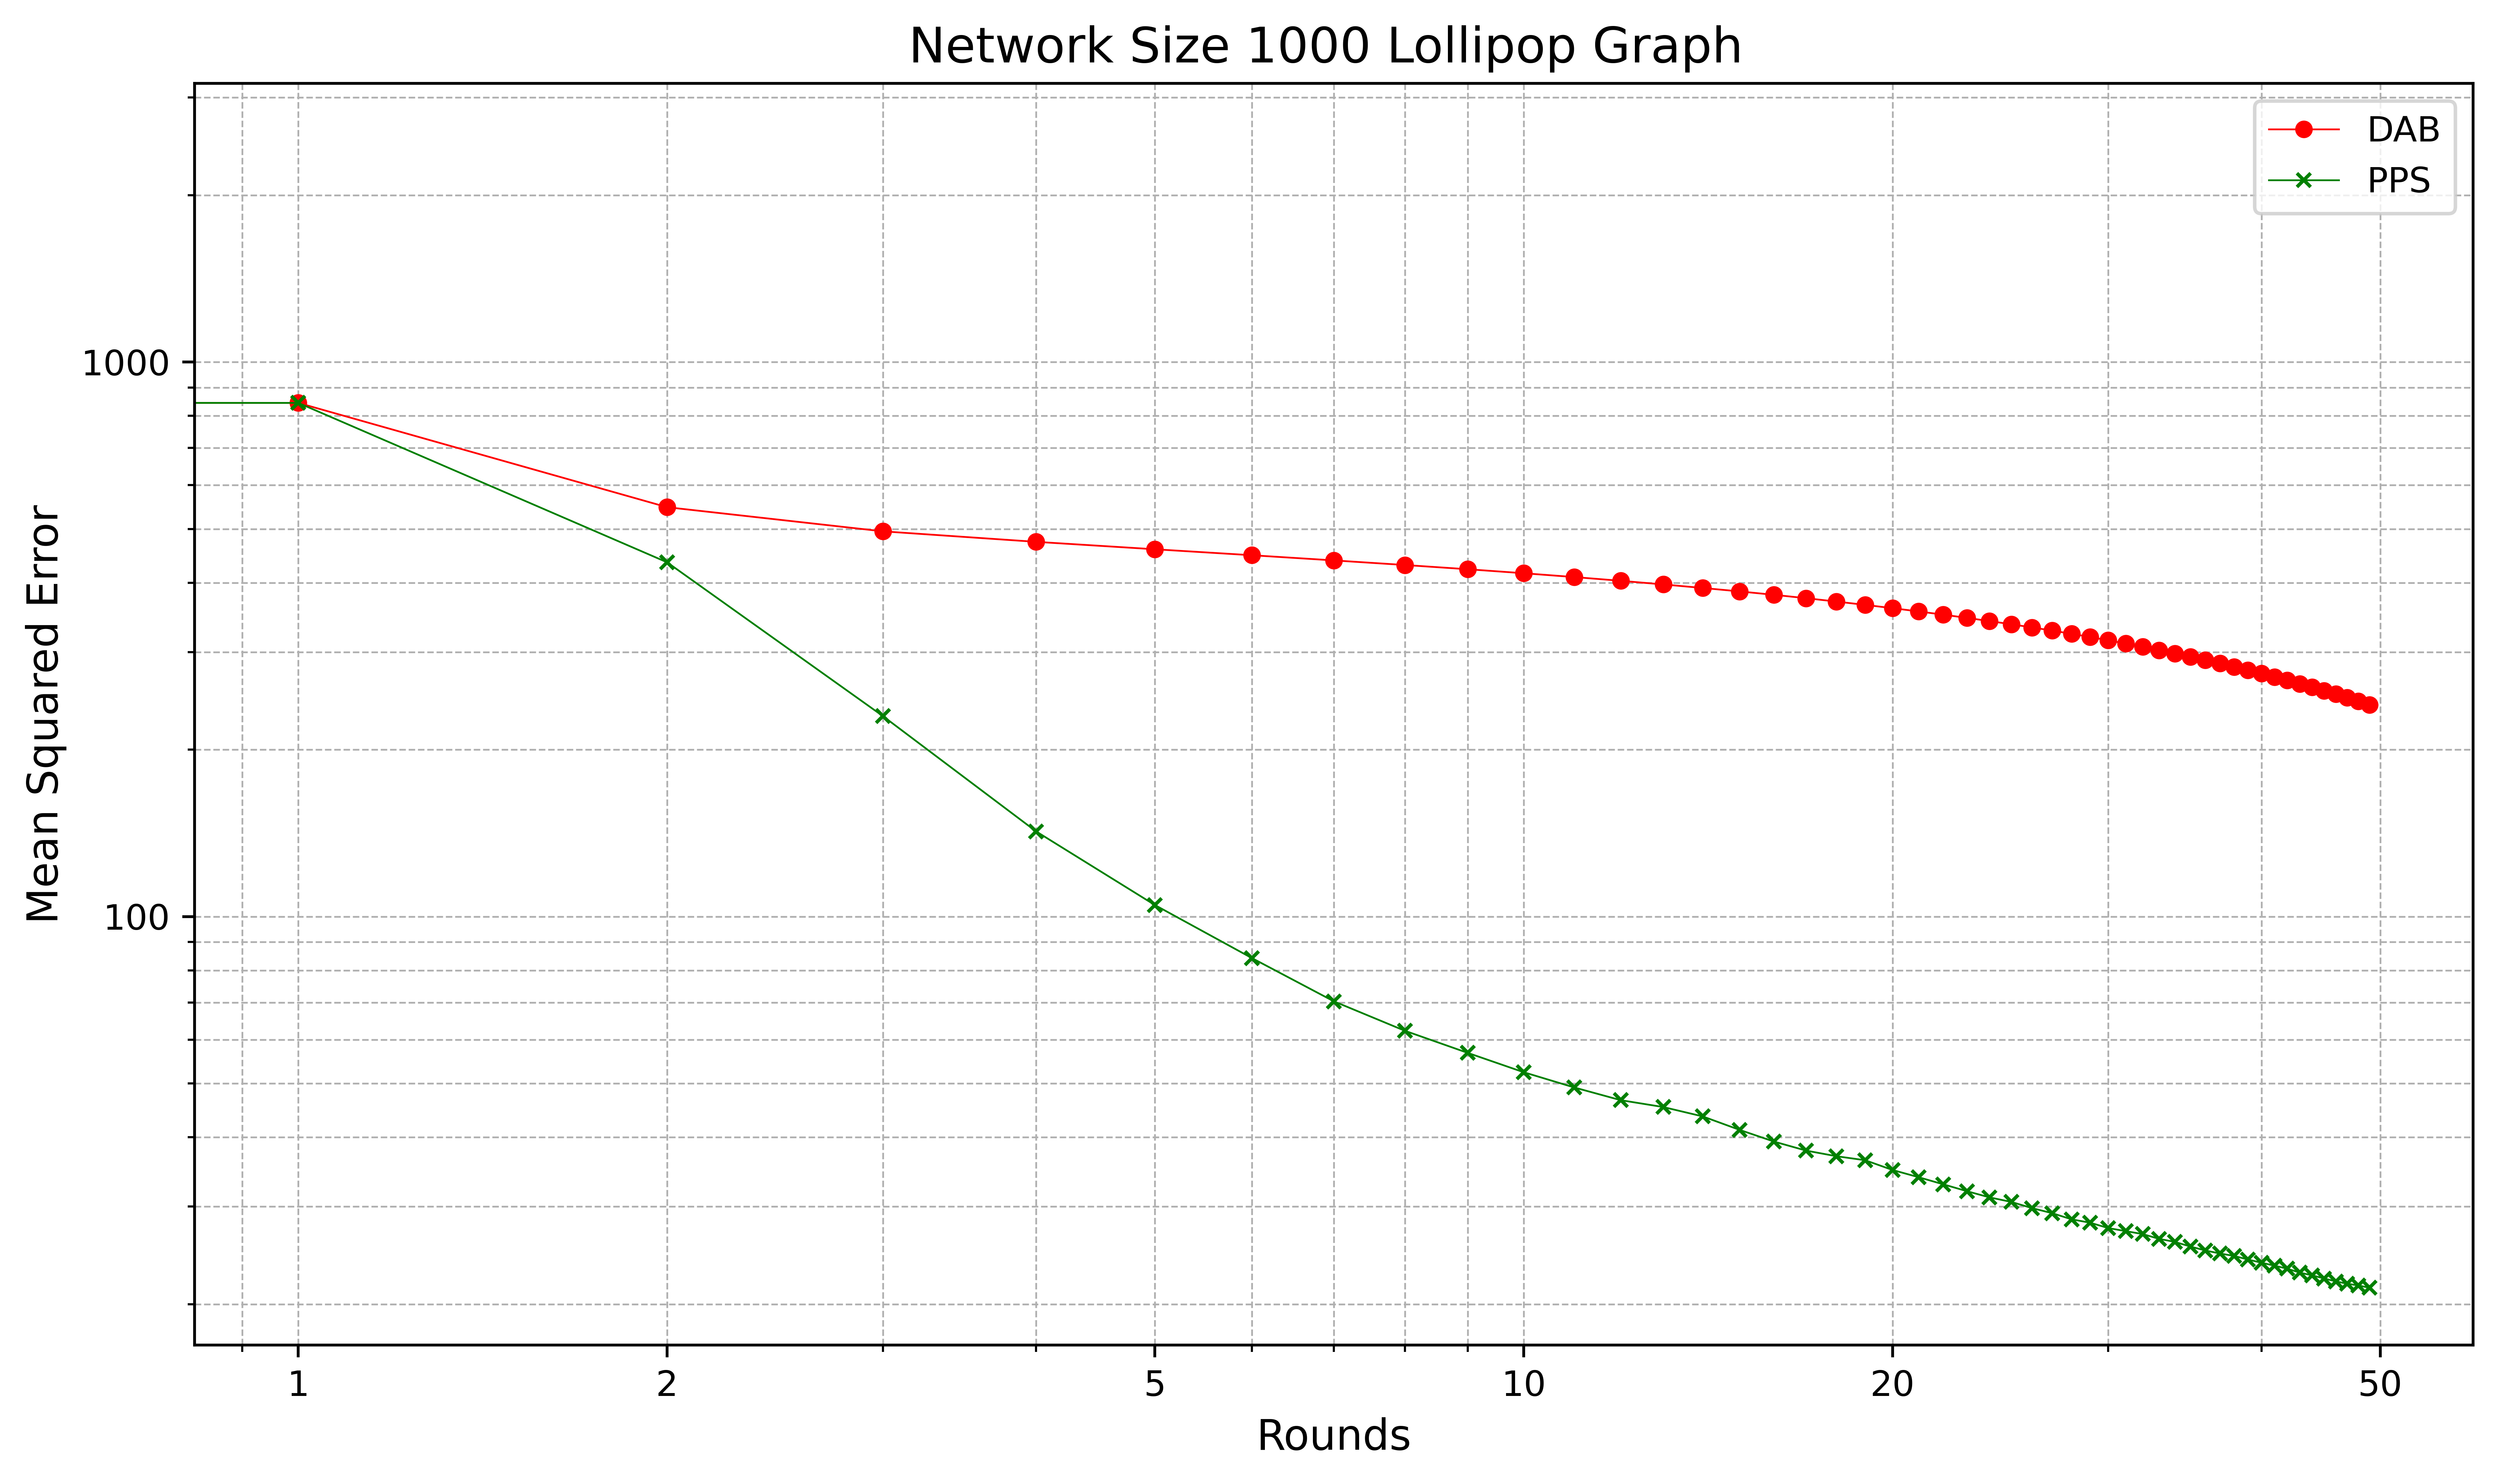 Network Size 1000 Lollipop Graph
DAB
PPS
Mean Squared Error
1000
100
1 2 5 10 20 50
Rounds